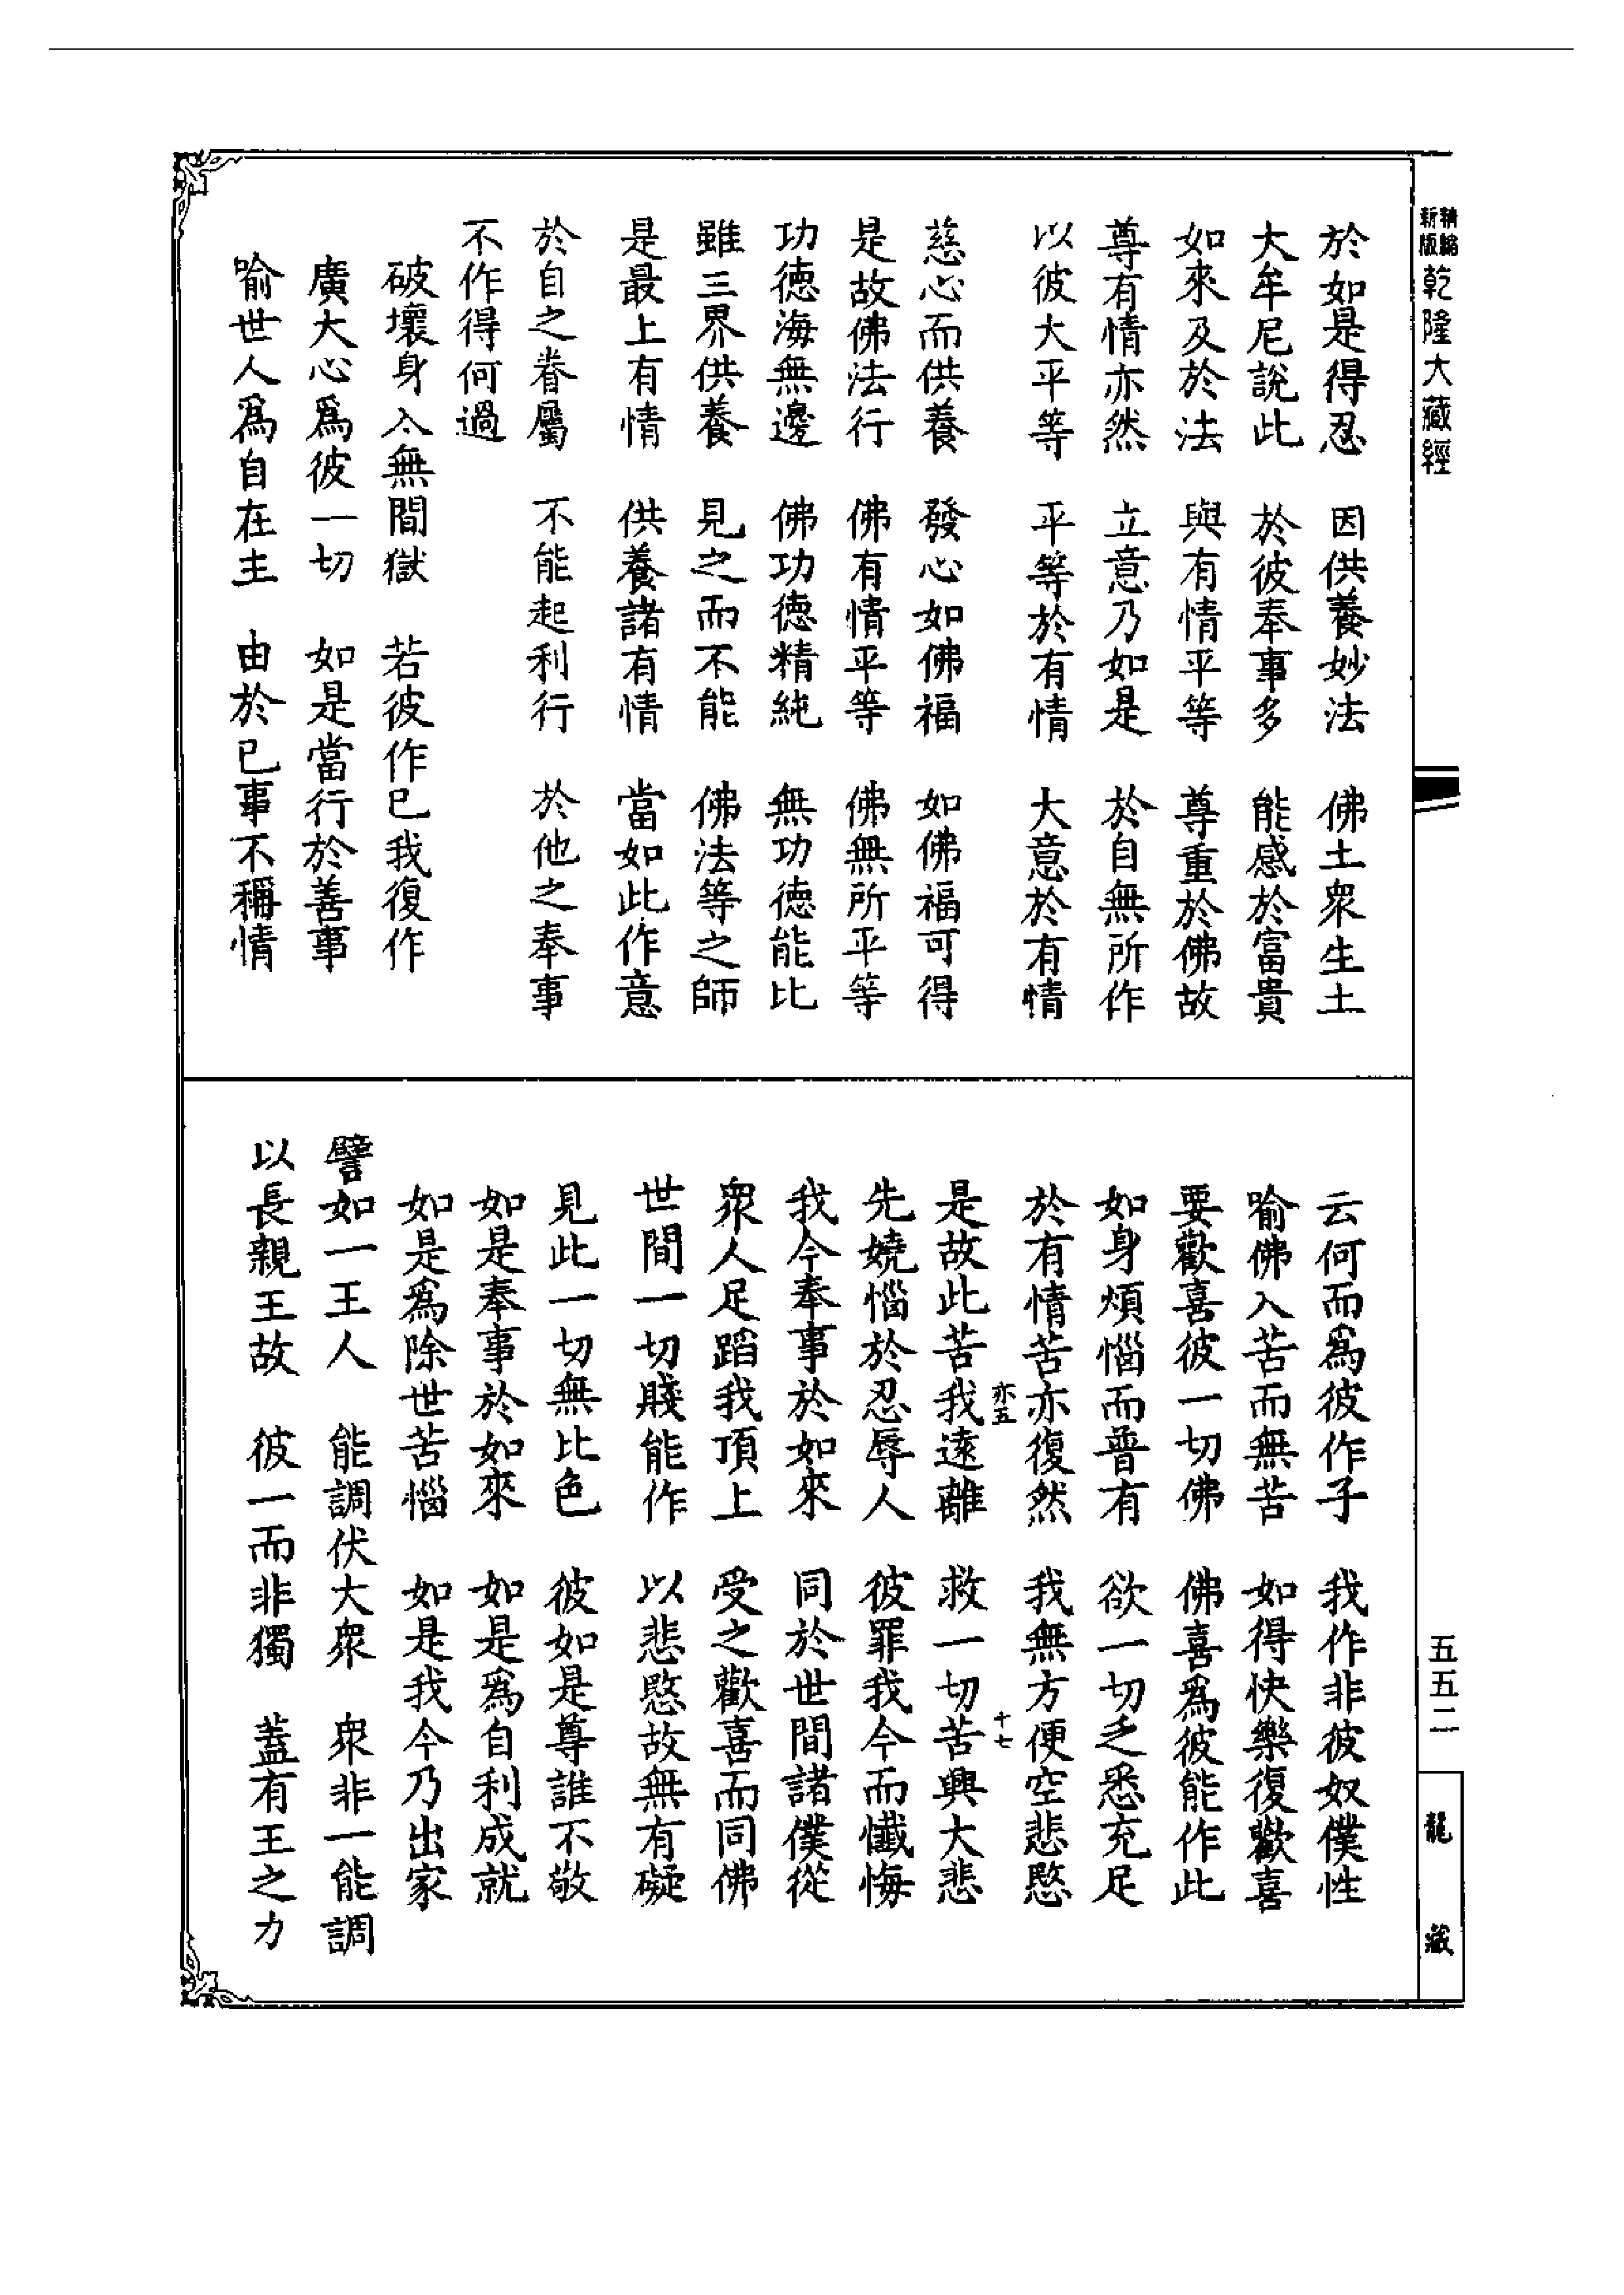 精縮新版乾隆大藏經
於如是得忍　因供養妙法　佛土眾生土
大牟尼說此　於彼奉事多　能感於富貴
如來及於法　與有情平等　尊重於佛故
尊有情亦然　立意乃如是　於自無所作
以彼大平等　平等於有情　大意於有情
慈心而供養　發心如佛福　如佛福可得
是故佛法行　佛有情平等　佛無所平等
功德海無邊　佛功德精純　無功德能比
雖三界供養　見之而不能　佛法等之師
是最上有情　供養諸有情　當如此作意
於自之眷屬　不能起利行　於他之奉事
不作得何過
破壞身入無間獄　若彼作已我復作
廣大心為彼一切　如是當行於善事
喻世人為自在主　由於已事不稱情
云何而為彼作子　我作非彼奴僕性
喻佛入苦而無苦　如得快樂復歡喜
要歡喜彼一切佛　佛喜為彼能作此
如身煩惱而普有　欲一切乏悉充足
於有情苦亦復然　我無方便空悲愍
亦五　十七
是故此苦我遠離　救一切苦興大悲
先嬈惱於忍辱人　彼罪我今而懺悔
我今奉事於如來　同於世間諸僕從
眾人足蹈我頂上　受之歡喜而同佛
世間一切賤能作　以悲愍故無有礙
見此一切無比色　彼如是尊誰不敬
如是奉事於如來　如是為自利成就
如是為除世苦惱　如是我今乃出家
譬如一王人　能調伏大眾　眾非一能調
以長親王故　彼一而非獨　蓋有王之力
五五二
龍藏